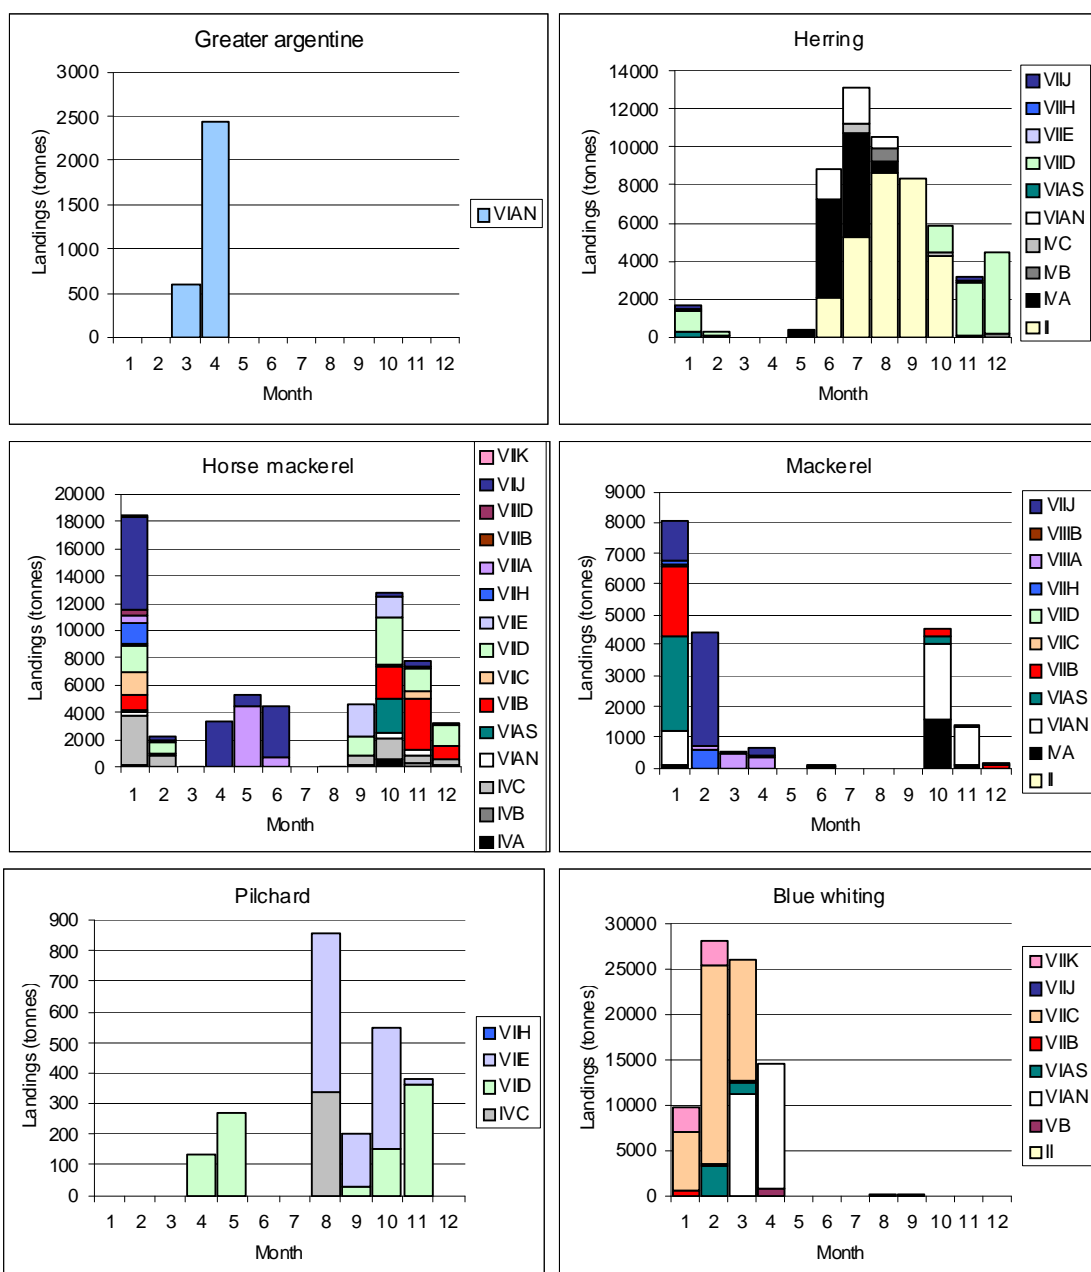 Greater argentine
3000
2500
2000
1500
1000
500
0
Landings (tonnes)
1 2 3 4 5 6 7 8 9 10 11 12
Month
VIAN
Herring
14000
12000
10000
8000
6000
4000
2000
0
Landings (tonnes)
1 2 3 4 5 6 7 8 9 10 11 12
Month
VIIJ
VIIH
VIIE
VIID
VIAS
VIAN
IVC
IVB
IVA
II
Horse mackerel
20000
18000
16000
14000
12000
10000
8000
6000
4000
2000
0
Landings (tonnes)
1 2 3 4 5 6 7 8 9 10 11 12
Month
VIIK
VIIJ
VIIID
VIIIB
VIIIA
VIIH
VIIE
VIID
VIIC
VIIB
VIAS
VIAN
IVC
IVB
IVA
Mackerel
9000
8000
7000
6000
5000
4000
3000
2000
1000
0
Landings (tonnes)
1 2 3 4 5 6 7 8 9 10 11 12
Month
VIIJ
VIIIB
VIIIA
VIIH
VIID
VIIC
VIIB
VIAS
VIAN
IVA
II
Pilchard
900
800
700
600
500
400
300
200
100
0
Landings (tonnes)
1 2 3 4 5 6 7 8 9 10 11 12
Month
VIIH
VIIE
VIID
IVC
Blue whiting
30000
25000
20000
15000
10000
5000
0
Landings (tonnes)
1 2 3 4 5 6 7 8 9 10 11 12
Month
VIIK
VIIJ
VIIC
VIIB
VIAS
VIAN
VB
II